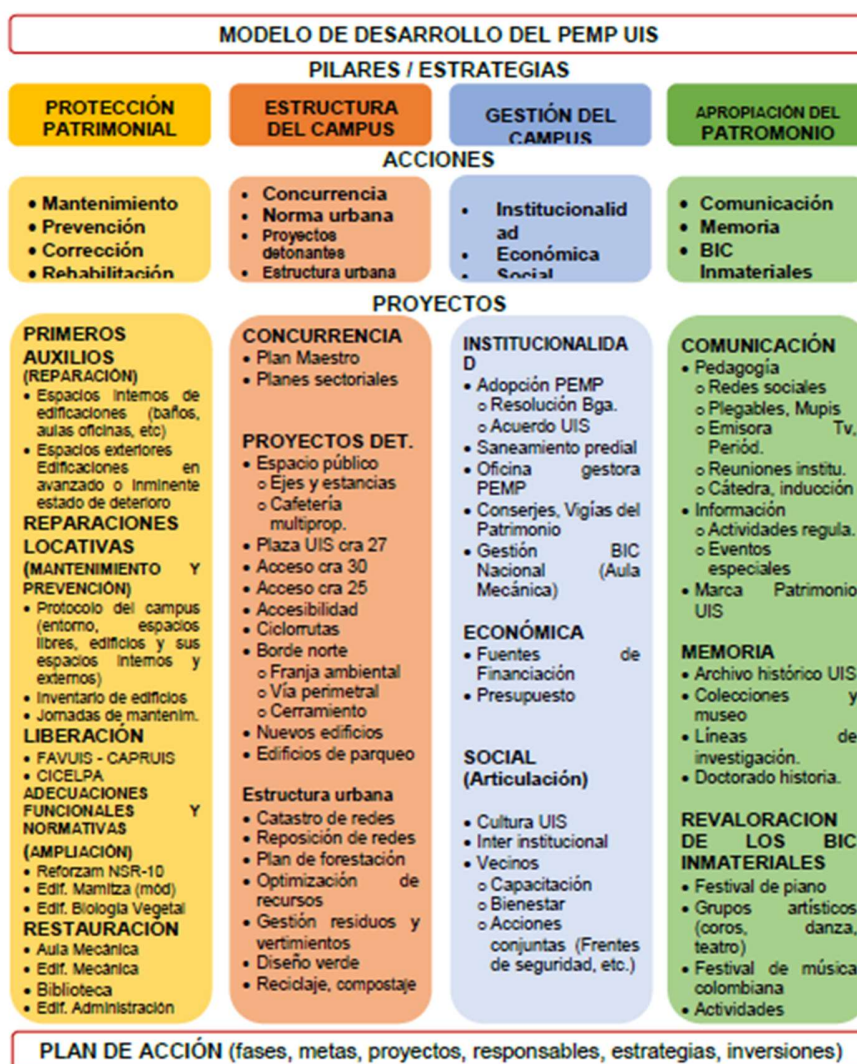 MODELO DE DESARROLLO DEL PEMP UIS
PILARES / ESTRATEGIAS
PROTECCIÓN
PATRIMONIAL
ESTRUCTURA
DEL CAMPUS
GESTIÓN DEL
CAMPUS
APROPIACIÓN DEL
PATROMONIO
ACCIONES
• Mantenimiento
• Prevención
• Corrección
• Rehabilitación
• Concurrencia
• Norma urbana
• Proyectos
detonantes
• Estructura urbana
• Institucionalid
ad
• Económica
• Social
• Comunicación
• Memoria
• BIC
Inmateriales
PROYECTOS
PRIMEROS
AUXILIOS
(REPARACIÓN)
• Espacios internos de
edificaciones (baños,
aulas oficinas, etc)
• Espacios exteriores
Edificaciones en
avanzado o inminente
estado de deterioro
REPARACIONES
LOCATIVAS
(MANTENIMIENTO Y
PREVENCIÓN)
• Protocolo del campus
(entorno, espacios
libres, edificios y sus
espacios internos y
externos)
• Inventario de edificios
• Jornadas de mantenim.
LIBERACIÓN
• FAVUIS - CAPRUIS
• CICELPA
ADECUACIONES
FUNCIONALES Y
NORMATIVAS
(AMPLIACIÓN)
• Reforzam NSR-10
• Edif. Mamitza (mód)
• Edif. Biología Vegetal
RESTAURACIÓN
• Aula Mecánica
• Edif. Mecánica
• Biblioteca
• Edif. Administración
CONCURRENCIA
• Plan Maestro
• Planes sectoriales
PROYECTOS DET.
• Espacio público
o Ejes y estancias
o Cafetería
multiprop.
• Plaza UIS cra 27
• Acceso cra 30
• Acceso cra 25
• Accesibilidad
• Ciclorrutas
• Borde norte
o Franja ambiental
o Vía perimetral
o Cerramiento
• Nuevos edificios
• Edificios de parqueo
Estructura urbana
• Catastro de redes
• Reposición de redes
• Plan de forestación
• Optimización de
recursos
• Gestión residuos y
vertimientos
• Diseño verde
• Reciclaje, compostaje
INSTITUCIONALIDA
D
• Adopción PEMP
o Resolución Bga.
o Acuerdo UIS
• Saneamiento predial
• Oficina gestora
PEMP
• Conserjes, Vigías del
Patrimonio
• Gestión BIC
Nacional (Aula
Mecánica)
ECONÓMICA
• Fuentes de
Financiación
• Presupuesto
SOCIAL
(Articulación)
• Cultura UIS
• Inter institucional
• Vecinos
o Capacitación
o Bienestar
o Acciones
conjuntas (Frentes
de seguridad, etc.)
COMUNICACIÓN
• Pedagogía
o Redes sociales
o Plegables, Mupis
o Emisora Tv,
Periód.
o Reuniones institu.
o Cátedra, inducción
• Información
o Actividades regula.
o Eventos
especiales
• Marca Patrimonio
UIS
MEMORIA
• Archivo histórico UIS
• Colecciones y
museo
• Líneas de
investigación.
• Doctorado historia.
REVALORACION
DE LOS BIC
INMATERIALES
• Festival de piano
• Grupos artísticos
(coros, danza,
teatro)
• Festival de música
colombiana
• Actividades
PLAN DE ACCIÓN (fases, metas, proyectos, responsables, estrategias, inversiones)